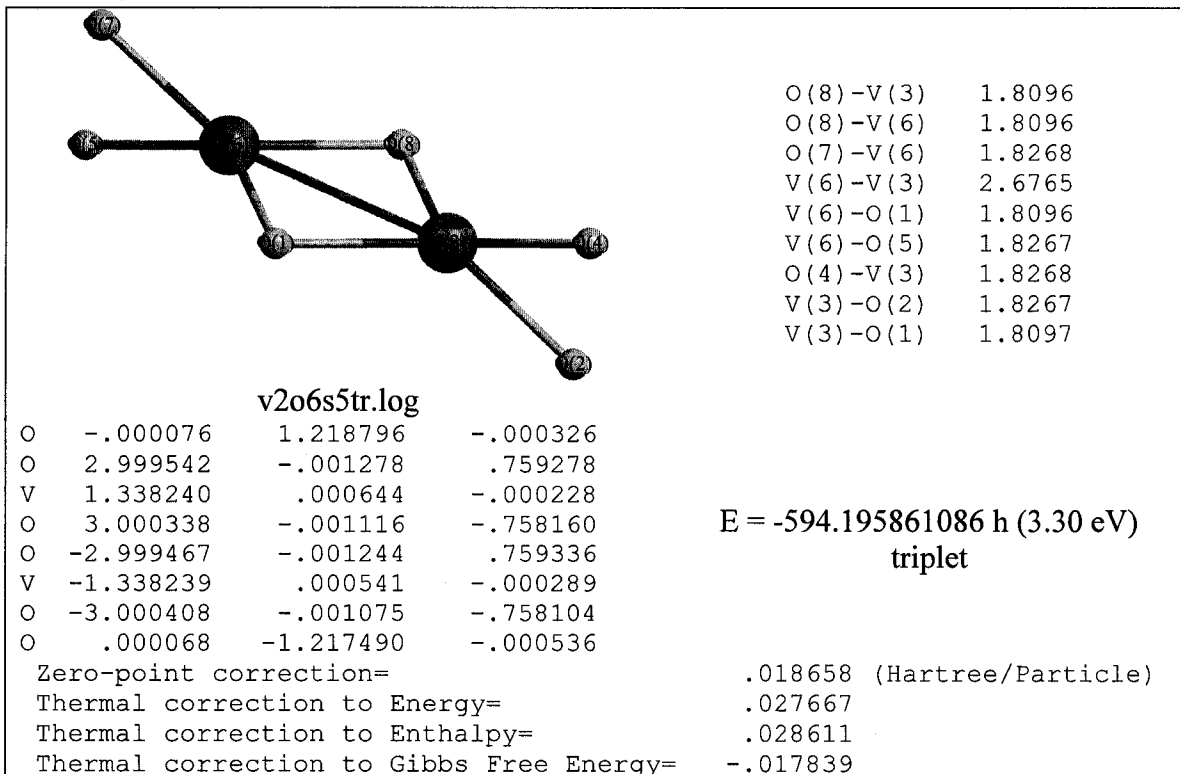 O(8)-V(3) 1.8096
O(8)-V(6) 1.8096
O(7)-V(6) 1.8268
V(6)-V(3) 2.6765
V(6)-O(1) 1.8096
V(6)-O(5) 1.8267
O(4)-V(3) 1.8268
V(3)-O(2) 1.8267
V(3)-O(1) 1.8097
v2o6s5tr.log
O -.000076 1.218796 -.000326
O 2.999542 -.001278 .759278
V 1.338240 .000644 -.000228
O 3.000338 -.001116 -.758160
O -2.999467 -.001244 .759336
V -1.338239 .000541 -.000289
O -3.000408 -.001075 -.758104
O .000068 -1.217490 -.000536
E = -594.195861086 h (3.30 eV)
triplet
Zero-point correction= .018658 (Hartree/Particle)
Thermal correction to Energy= .027667
Thermal correction to Enthalpy= .028611
Thermal correction to Gibbs Free Energy= -.017839